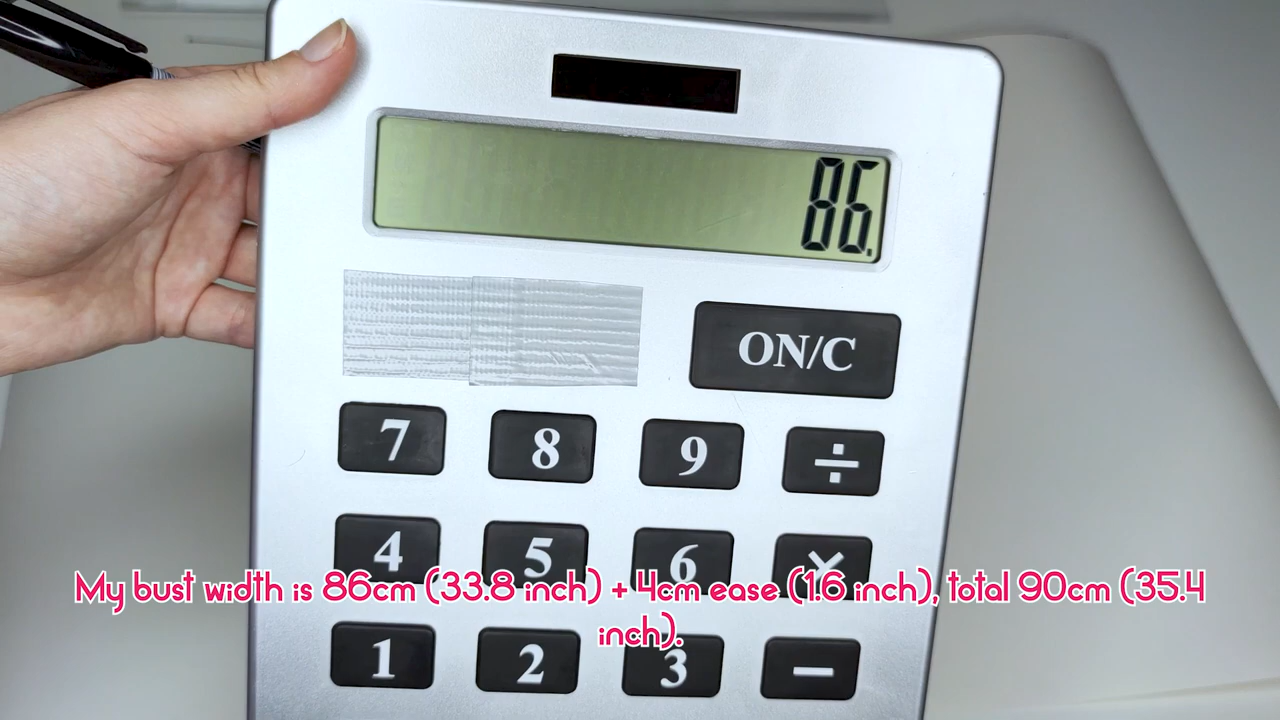 86.
ON/C
7 8 9 ÷
4 5 6 ×
My bust width is 86cm (33.8 inch) + 4cm ease (1.6 inch), total 90cm (35.4
inch).
1 2 3 −